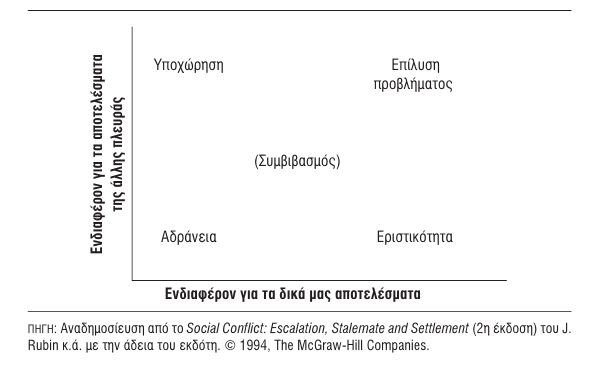 Ενδιαφέρον για τα αποτελέσματα
της άλλης πλευράς
Υποχώρηση
Επίλυση
προβλήματος
(Συμβιβασμός)
Αδράνεια
Εριστικότητα
Ενδιαφέρον για τα δικά μας αποτελέσματα
ΠΗΓΗ: Αναδημοσίευση από το Social Conflict: Escalation, Stalemate and Settlement (2η έκδοση) του J.
Rubin κ.ά. με την άδεια του εκδότη. © 1994, The McGraw-Hill Companies.